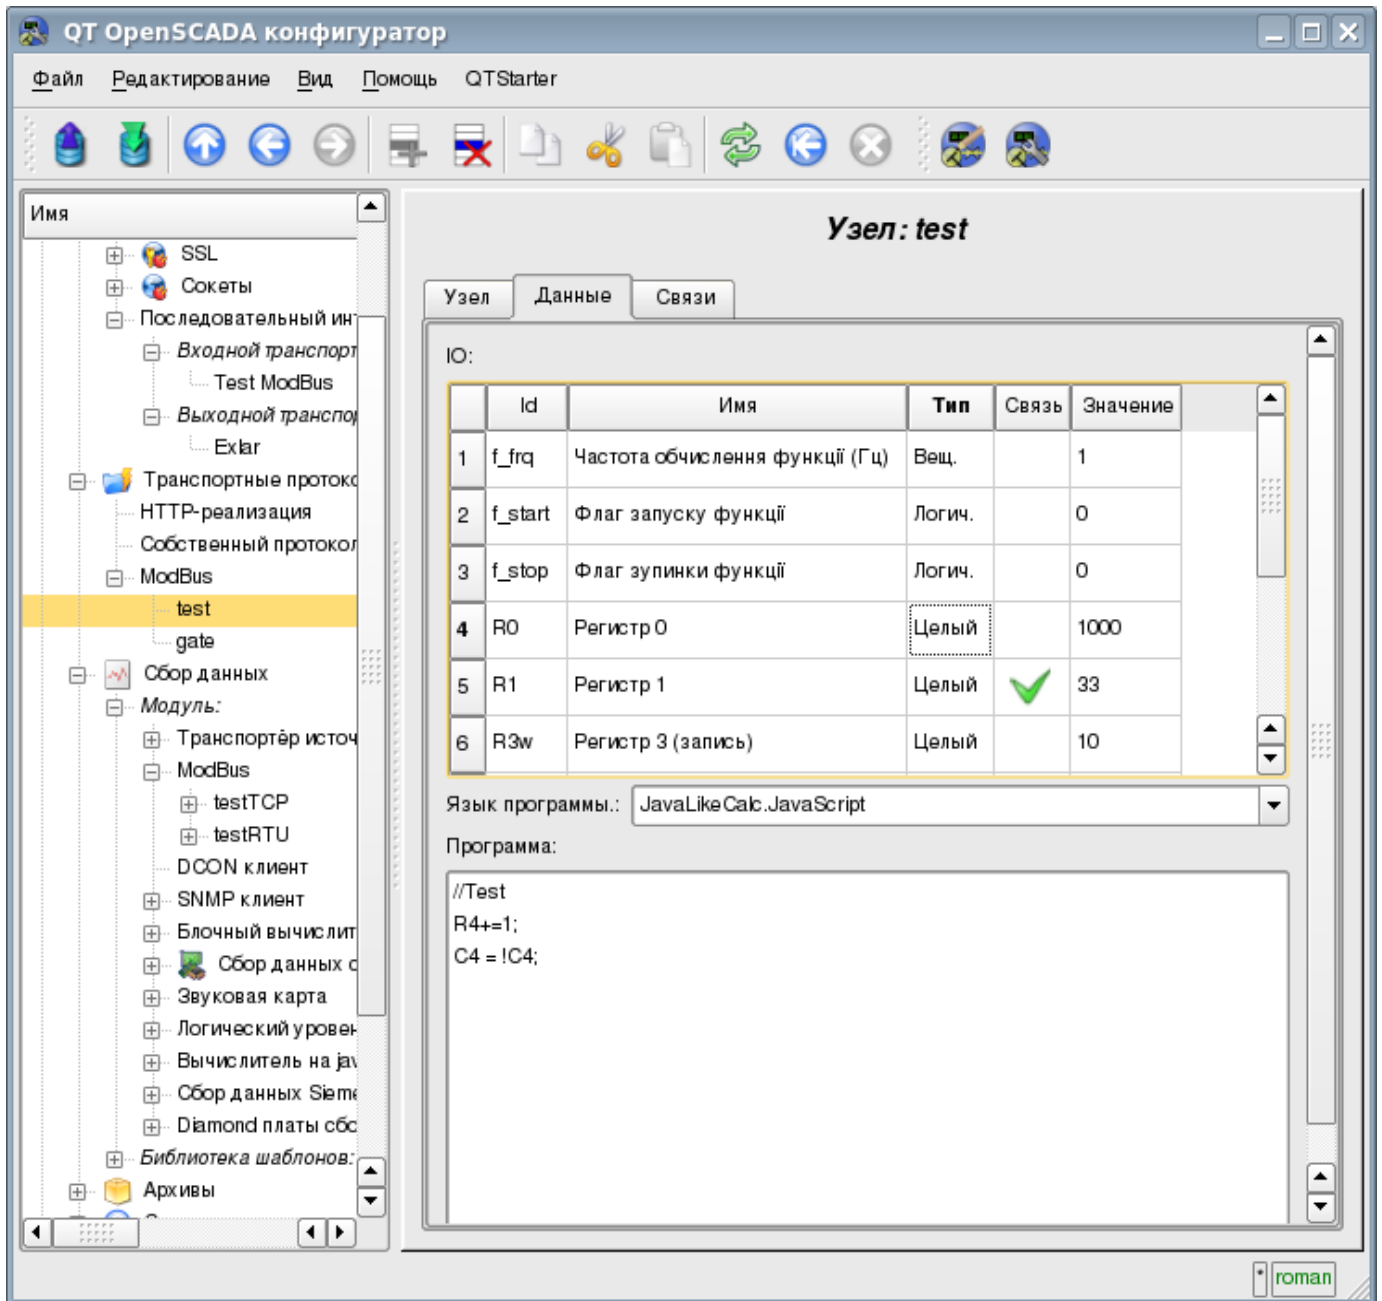 QT OpenSCADA конфигуратор
Файл Редактирование Вид Помощь QTStarter
Имя
SSL
Сокеты
Последовательный инт
Входной транспорт
Test ModBus
Выходной транспор
Exlar
Транспортные протоко
HTTP-реализация
Собственный протокол
ModBus
test
gate
Сбор данных
Модуль:
Транспортёр источ
ModBus
testTCP
testRTU
DCON клиент
SNMP клиент
Блочный вычислит
Сбор данных с
Звуковая карта
Логический уровен
Вычислитель на jav
Сбор данных Sieme
Diamond платы сбо
Библиотека шаблонов:
Архивы
Узел: test
Узел Данные Связи
IO:
Id Имя Тип Связь Значение
1 f_frq Частота обчислення функції (Гц) Вещ. 1
2 f_start Флаг запуску функції Логич. 0
3 f_stop Флаг зупинки функції Логич. 0
4 R0 Регистр 0 Целый 1000
5 R1 Регистр 1 Целый 33
6 R3w Регистр 3 (запись) Целый 10
Язык программы.: JavaLikeCalc.JavaScript
Программа:
//Test
R4+=1;
C4 = !C4;
* roman